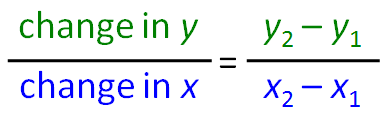 change in y
change in x
=
y₂ − y₁
x₂ − x₁